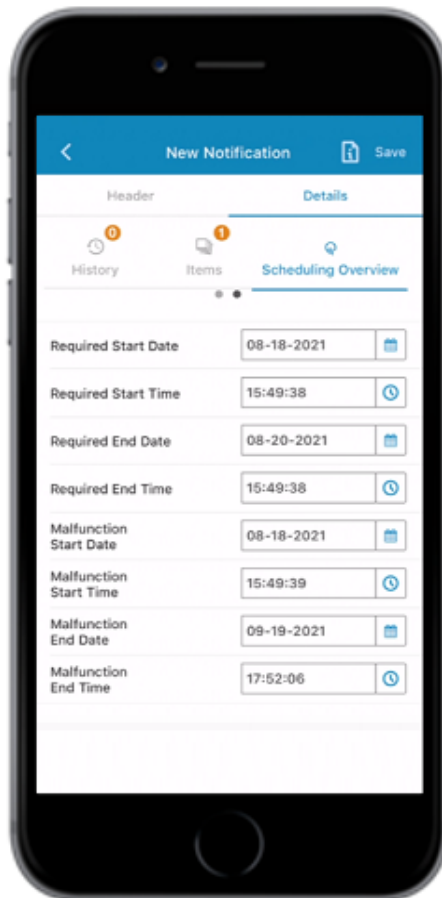 New Notification
Save
Header
Details
0
1
History
Items
Scheduling Overview
Required Start Date
08-18-2021
Required Start Time
15:49:38
Required End Date
08-20-2021
Required End Time
15:49:38
Malfunction
Start Date
08-18-2021
Malfunction
Start Time
15:49:39
Malfunction
End Date
09-19-2021
Malfunction
End Time
17:52:06